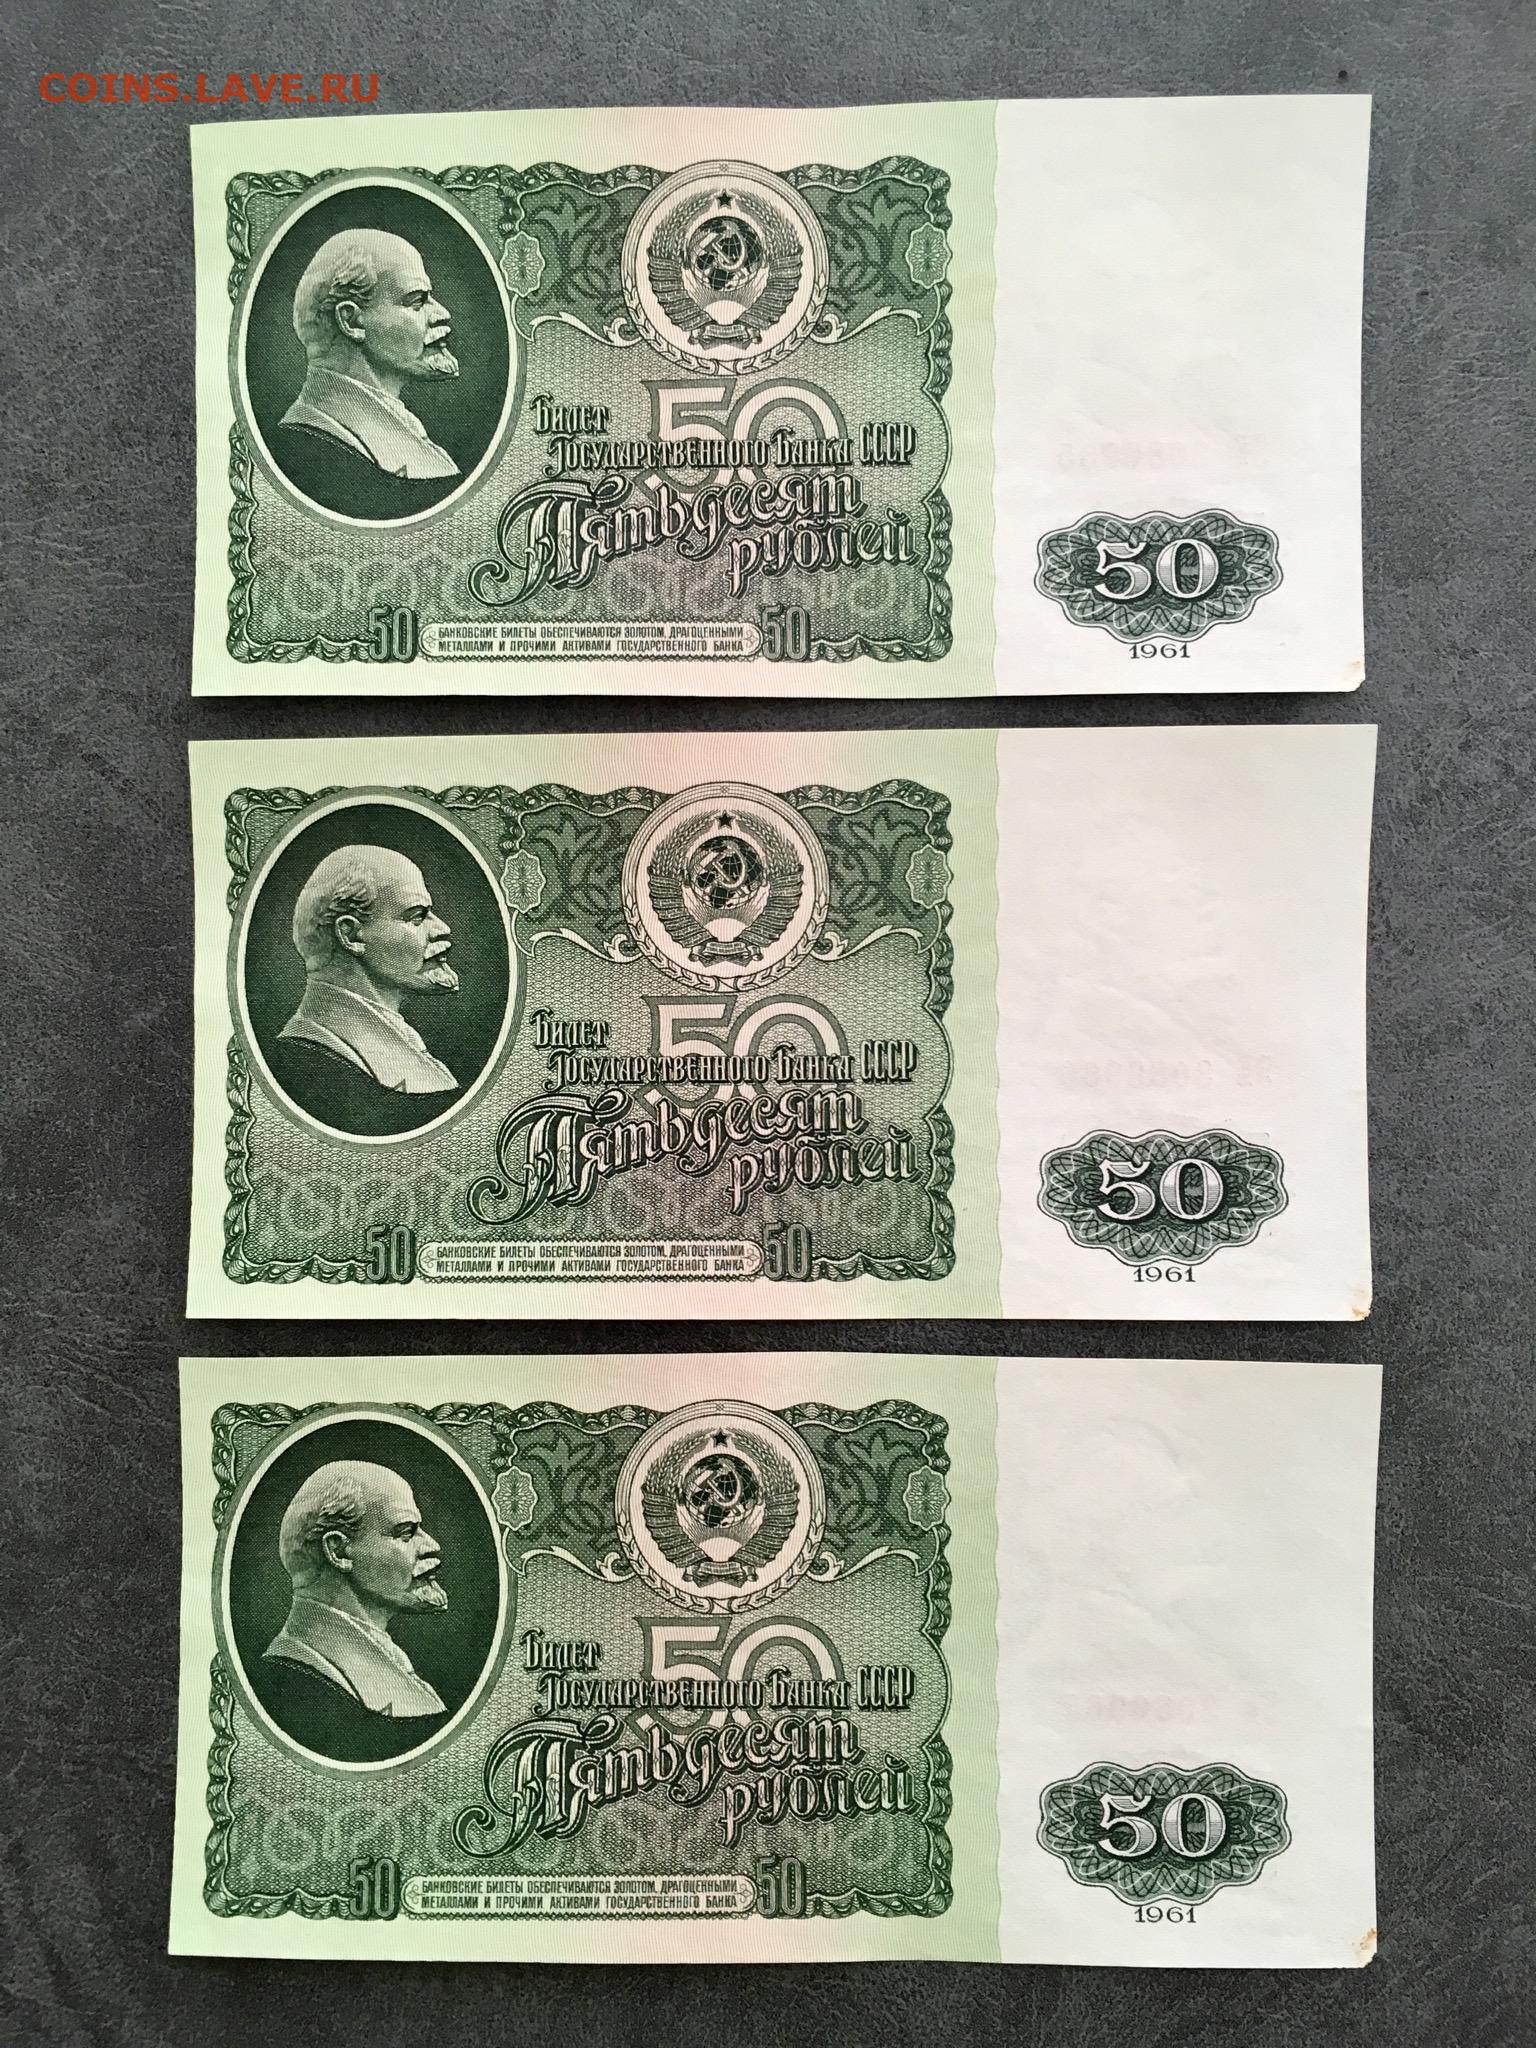 COINS.LAVE.RU
50
Билет
Государственного Банка СССР
Пятьдесят
рублей
50
БАНКОВСКИЕ БИЛЕТЫ ОБЕСПЕЧИВАЮТСЯ ЗОЛОТОМ, ДРАГОЦЕННЫМИ
МЕТАЛЛАМИ И ПРОЧИМИ АКТИВАМИ ГОСУДАРСТВЕННОГО БАНКА
50
50
1961
50
Билет
Государственного Банка СССР
Пятьдесят
рублей
50
БАНКОВСКИЕ БИЛЕТЫ ОБЕСПЕЧИВАЮТСЯ ЗОЛОТОМ, ДРАГОЦЕННЫМИ
МЕТАЛЛАМИ И ПРОЧИМИ АКТИВАМИ ГОСУДАРСТВЕННОГО БАНКА
50
50
1961
50
Билет
Государственного Банка СССР
Пятьдесят
рублей
50
БАНКОВСКИЕ БИЛЕТЫ ОБЕСПЕЧИВАЮТСЯ ЗОЛОТОМ, ДРАГОЦЕННЫМИ
МЕТАЛЛАМИ И ПРОЧИМИ АКТИВАМИ ГОСУДАРСТВЕННОГО БАНКА
50
50
1961